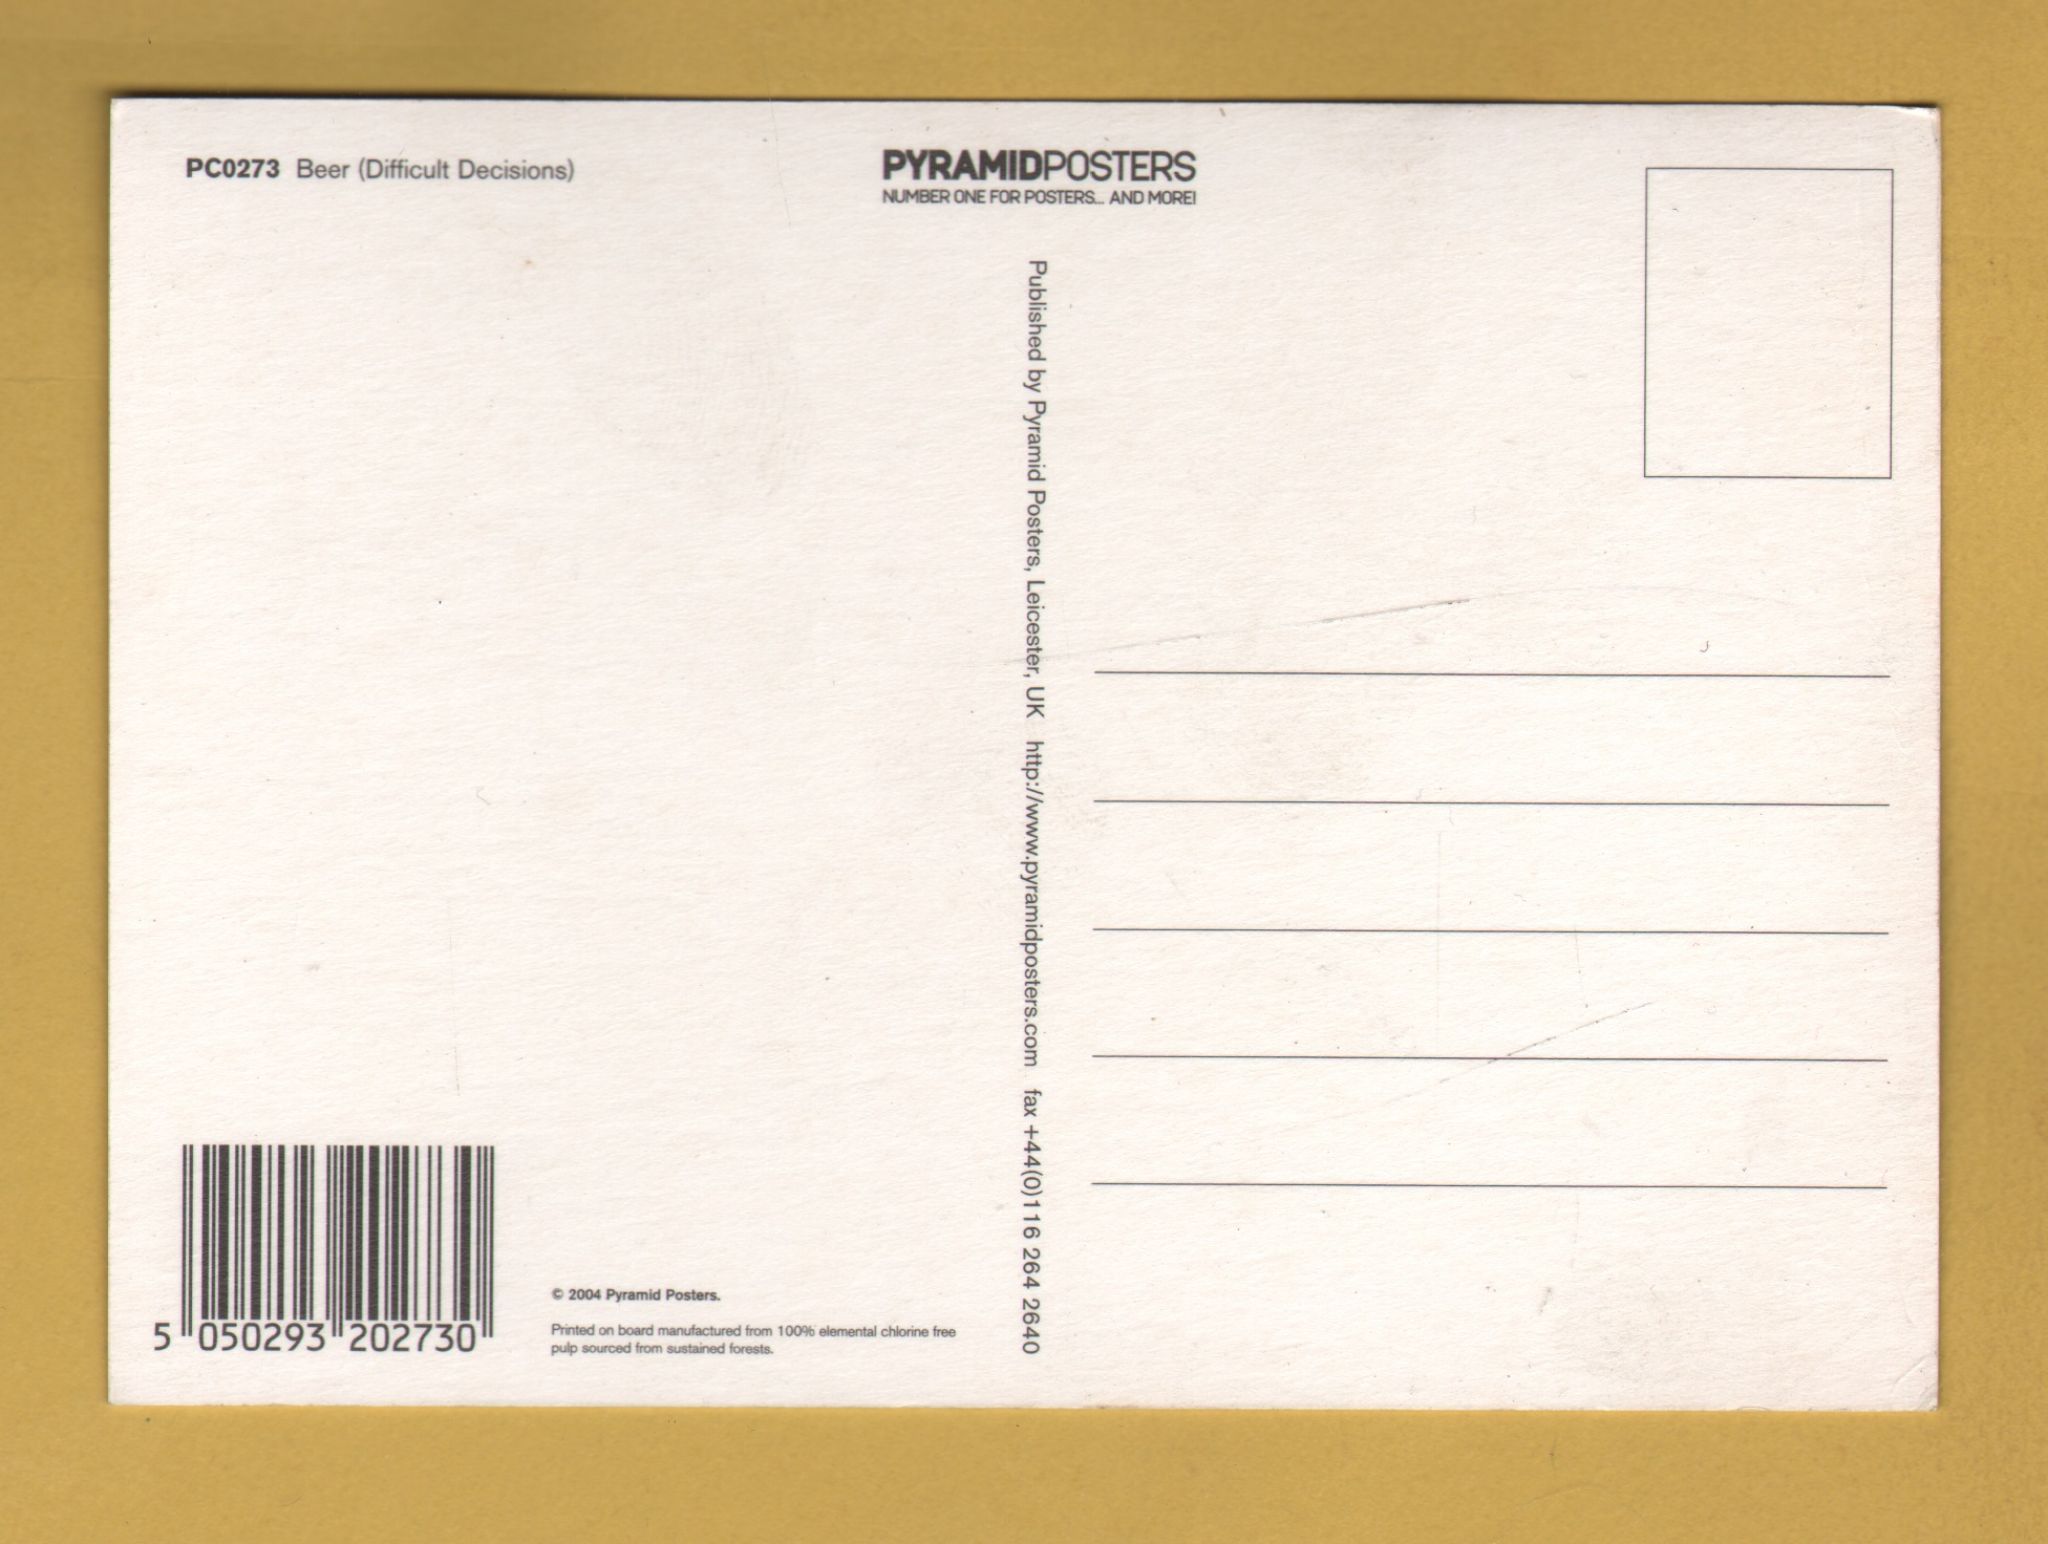 PC0273 Beer (Difficult Decisions)
PYRAMIDPOSTERS
NUMBER ONE FOR POSTERS... AND MORE!
Published by Pyramid Posters, Leicester, UK http://www.pyramidposters.com fax +44(0)116 264 2640
5 050293 202730
© 2004 Pyramid Posters.
Printed on board manufactured from 100% elemental chlorine free
pulp sourced from sustained forests.